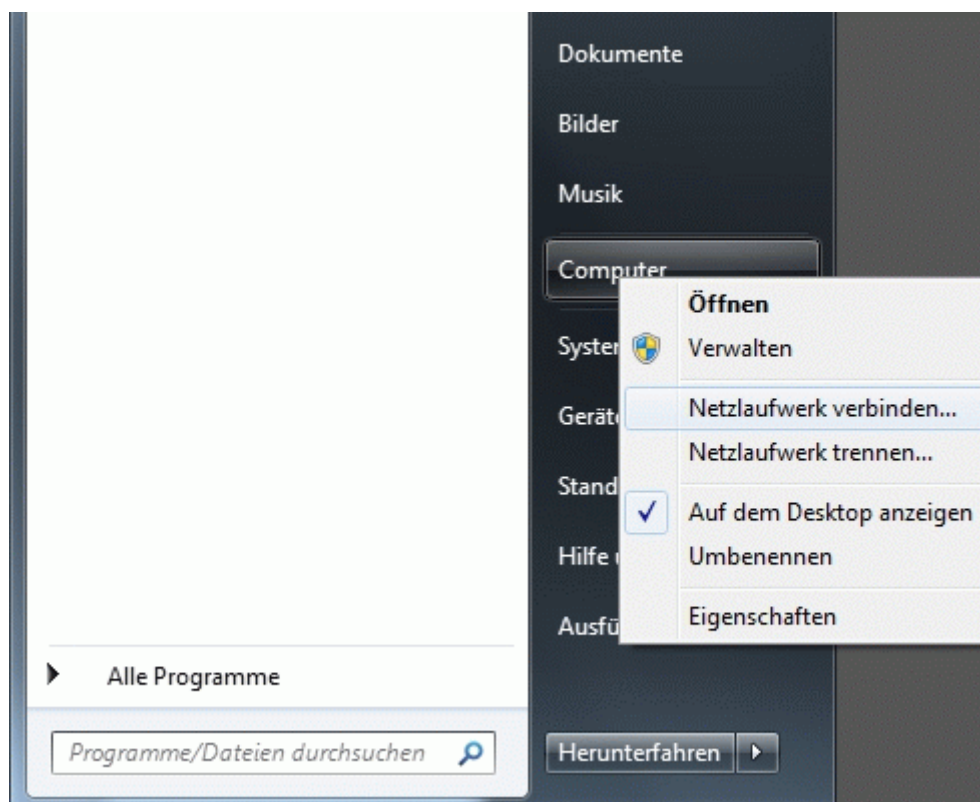 Dokumente
Bilder
Musik
Computer
Öffnen
Verwalten
Netzlaufwerk verbinden...
Netzlaufwerk trennen...
Auf dem Desktop anzeigen
Umbenennen
Eigenschaften
Hilfe
Alle Programme
Programme/Dateien durchsuchen
Herunterfahren